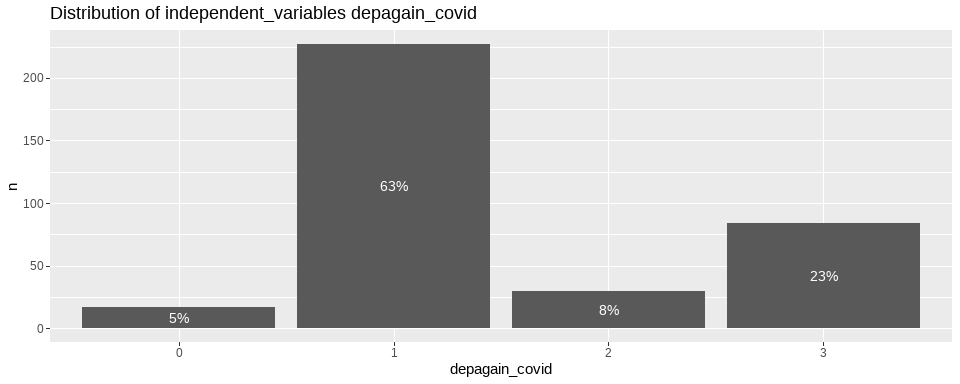 Distribution of independent_variables depagain_covid
200
150
100
50
0
n
63%
23%
8%
5%
0 1 2 3
depagain_covid